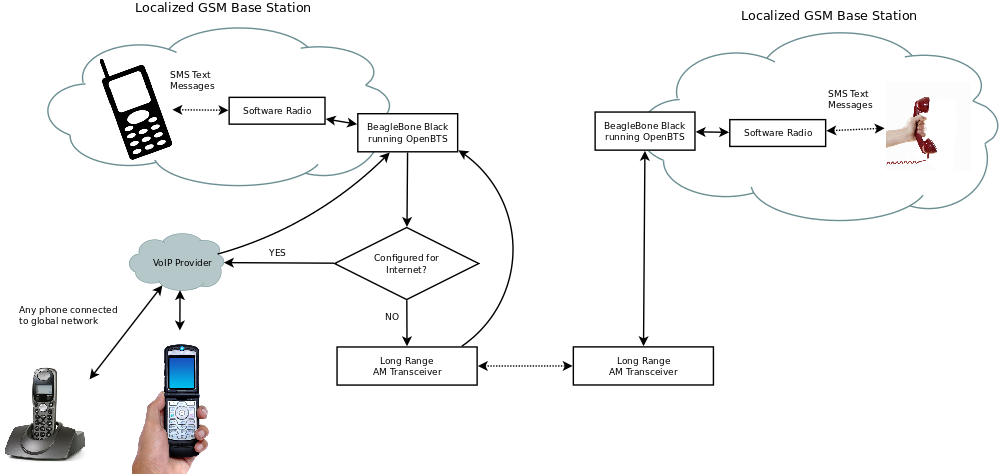 Localized GSM Base Station
Localized GSM Base Station
SMS Text
Messages
Software Radio
BeagleBone Black
running OpenBTS
BeagleBone Black
running OpenBTS
Software Radio
SMS Text
Messages
VoIP Provider
YES
Configured for
Internet?
NO
Any phone connected
to global network
Long Range
AM Transceiver
Long Range
AM Transceiver